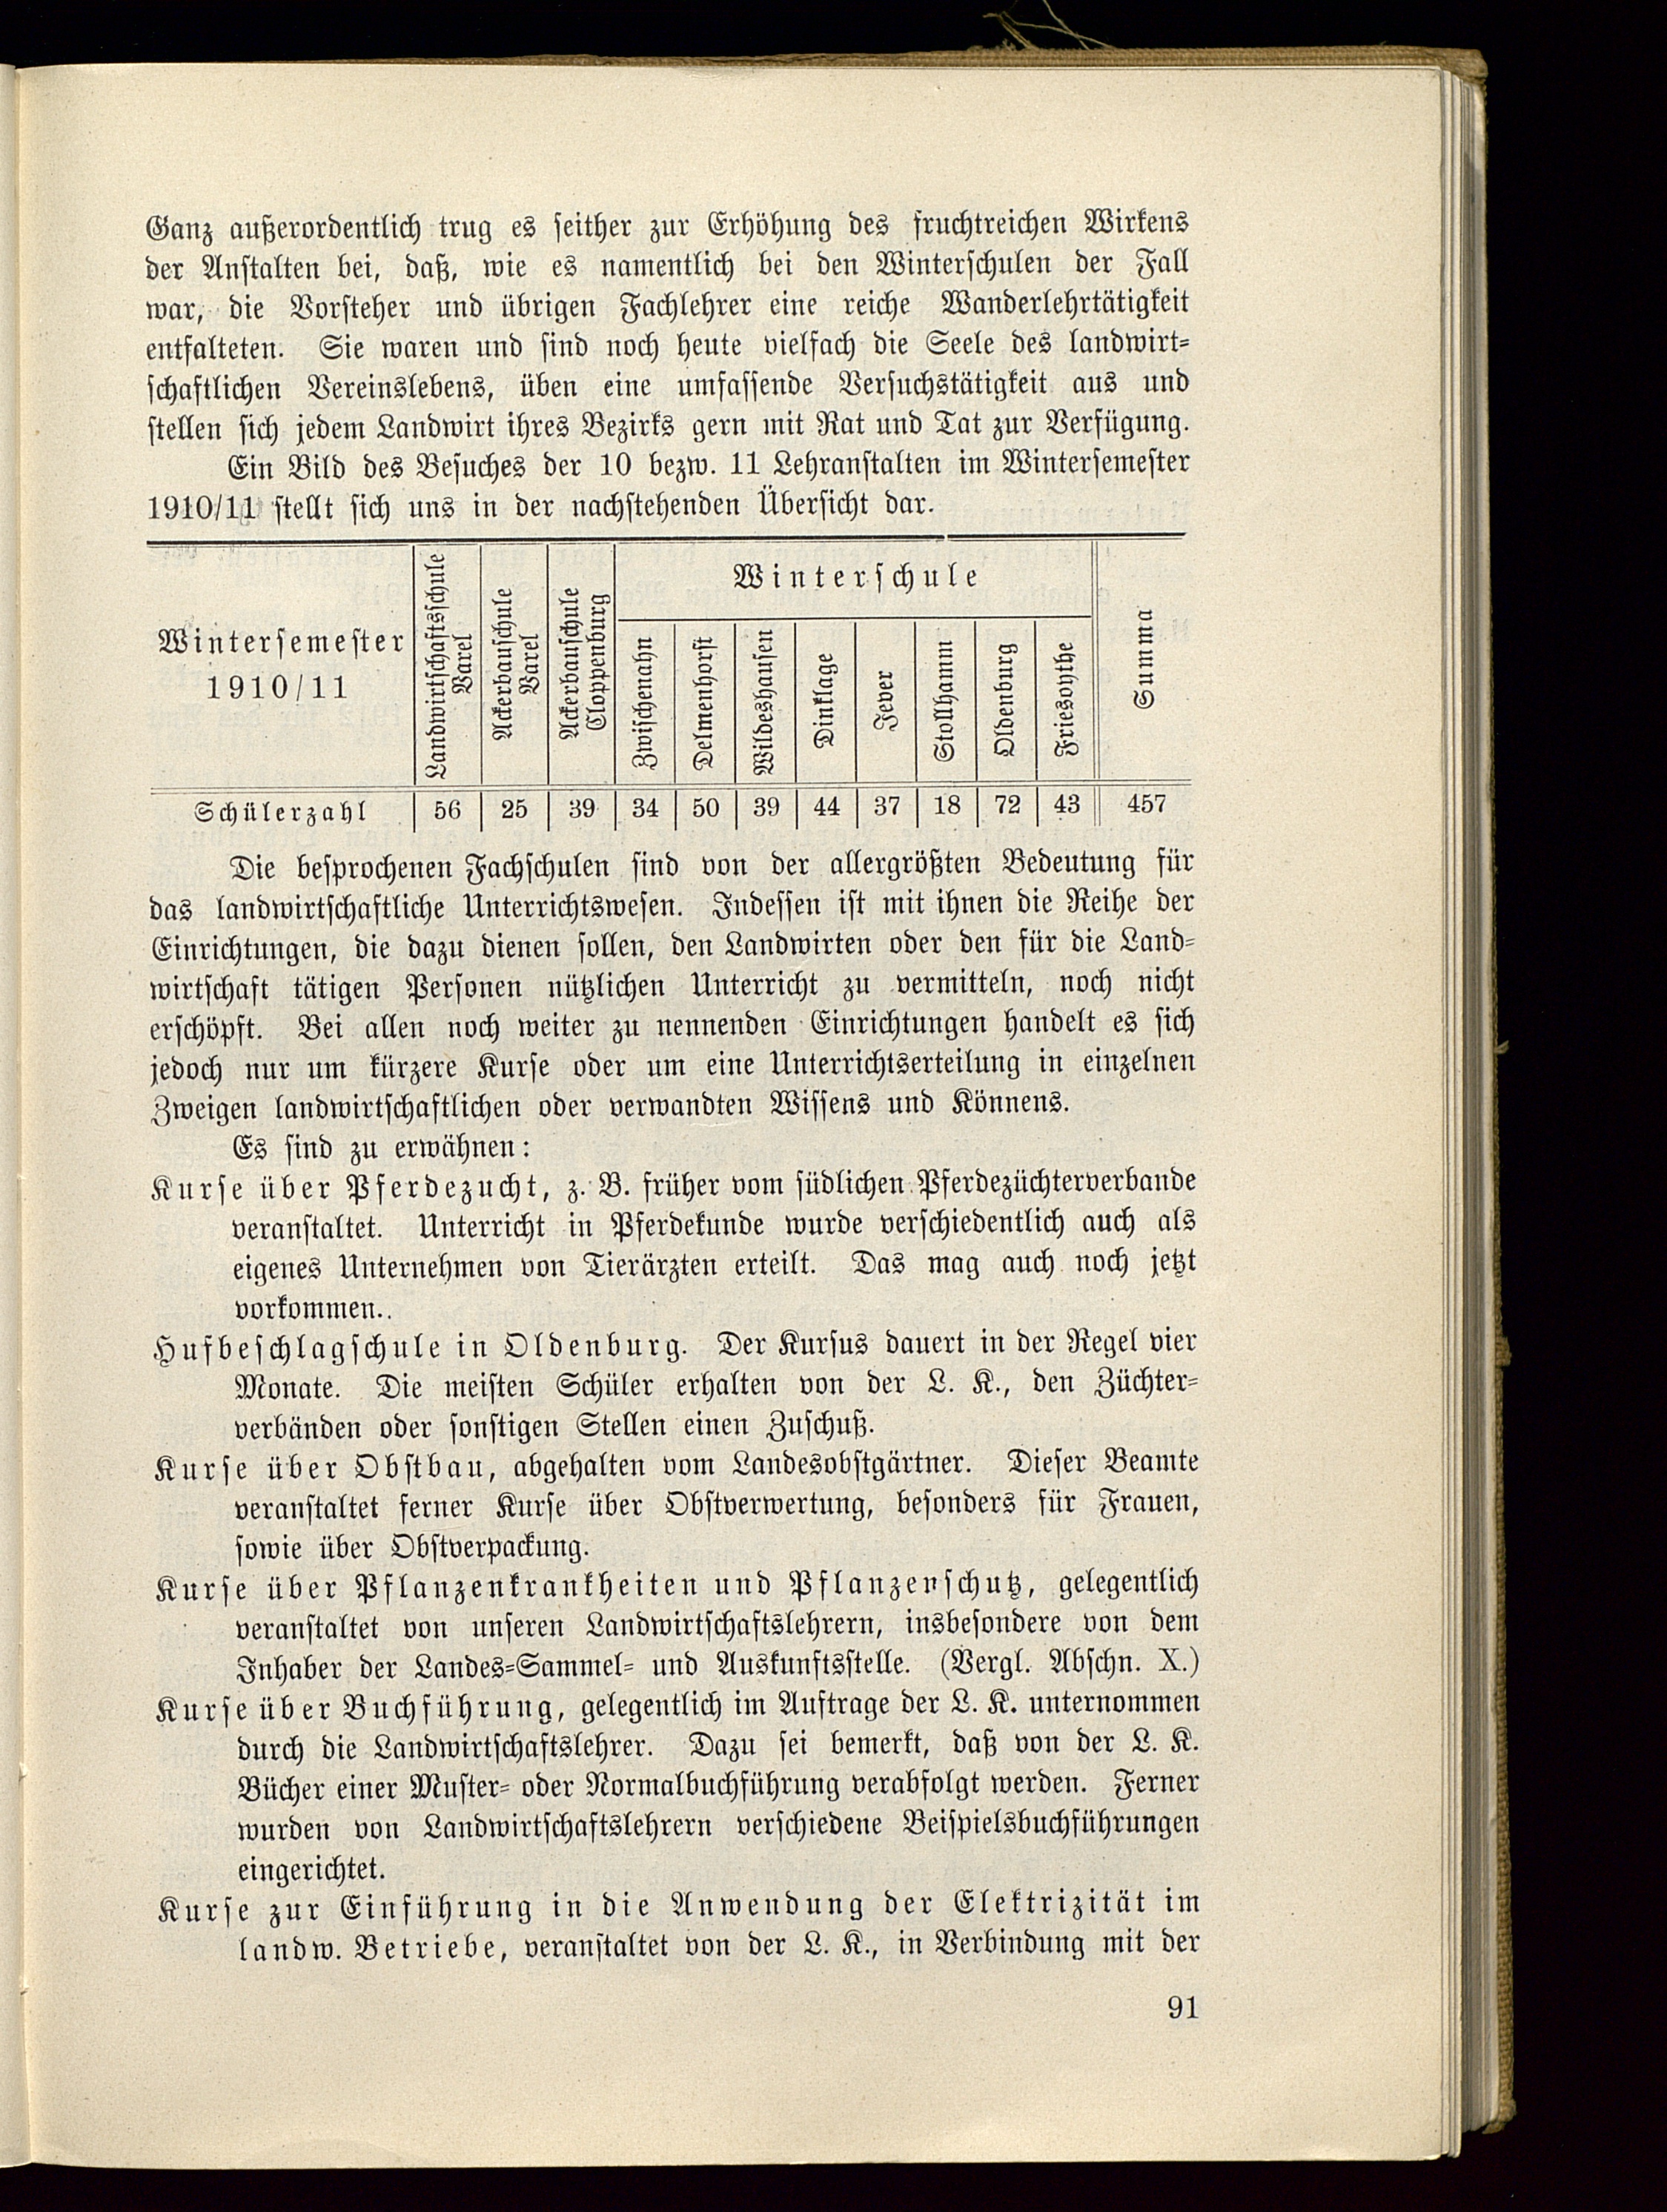 Ganz außerordentlich trug es seither zur Erhöhung des fruchtreichen Wirkens
der Anstalten bei, daß, wie es namentlich bei den Winterschulen der Fall
war, die Vorsteher und übrigen Fachlehrer eine reiche Wanderlehrtätigkeit
entfalteten. Sie waren und sind noch heute vielfach die Seele des landwirt-
schaftlichen Vereinslebens, üben eine umfassende Versuchstätigkeit aus und
stellen sich jedem Landwirt ihres Bezirks gern mit Rat und Tat zur Verfügung.
Ein Bild des Besuches der 10 bezw. 11 Lehranstalten im Wintersemester
1910/11 stellt sich uns in der nachstehenden Übersicht dar.
Wintersemester
1910/11
Landwirtschaftsschule
Varel
Ackerbauschule
Varel
Ackerbauschule
Cloppenburg
Winterschule
Zwischenahn
Delmenhorst
Wildeshausen
Dinklage
Jever
Stollhamm
Oldenburg
Friesoythe
Summa
Schülerzahl 56 25 39 34 50 39 44 37 18 72 43 457
Die besprochenen Fachschulen sind von der allergrößten Bedeutung für
das landwirtschaftliche Unterrichtswesen. Indessen ist mit ihnen die Reihe der
Einrichtungen, die dazu dienen sollen, den Landwirten oder den für die Land-
wirtschaft tätigen Personen nützlichen Unterricht zu vermitteln, noch nicht
erschöpft. Bei allen noch weiter zu nennenden Einrichtungen handelt es sich
jedoch nur um kürzere Kurse oder um eine Unterrichtserteilung in einzelnen
Zweigen landwirtschaftlichen oder verwandten Wissens und Könnens.
Es sind zu erwähnen:
Kurse über Pferdezucht, z. B. früher vom südlichen Pferdezüchterverbande
veranstaltet. Unterricht in Pferdekunde wurde verschiedentlich auch als
eigenes Unternehmen von Tierärzten erteilt. Das mag auch noch jetzt
vorkommen.
Hufbeschlagschule in Oldenburg. Der Kursus dauert in der Regel vier
Monate. Die meisten Schüler erhalten von der L. K., den Züchter-
verbänden oder sonstigen Stellen einen Zuschuß.
Kurse über Obstbau, abgehalten vom Landesobstgärtner. Dieser Beamte
veranstaltet ferner Kurse über Obstverwertung, besonders für Frauen,
sowie über Obstverpackung.
Kurse über Pflanzenkrankheiten und Pflanzenschutz, gelegentlich
veranstaltet von unseren Landwirtschaftslehrern, insbesondere von dem
Inhaber der Landes-Sammel- und Auskunftsstelle. (Vergl. Abschn. X.)
Kurse über Buchführung, gelegentlich im Auftrage der L. K. unternommen
durch die Landwirtschaftslehrer. Dazu sei bemerkt, daß von der L. K.
Bücher einer Muster- oder Normalbuchführung verabfolgt werden. Ferner
wurden von Landwirtschaftslehrern verschiedene Beispielsbuchführungen
eingerichtet.
Kurse zur Einführung in die Anwendung der Elektrizität im
landw. Betriebe, veranstaltet von der L. K., in Verbindung mit der
91